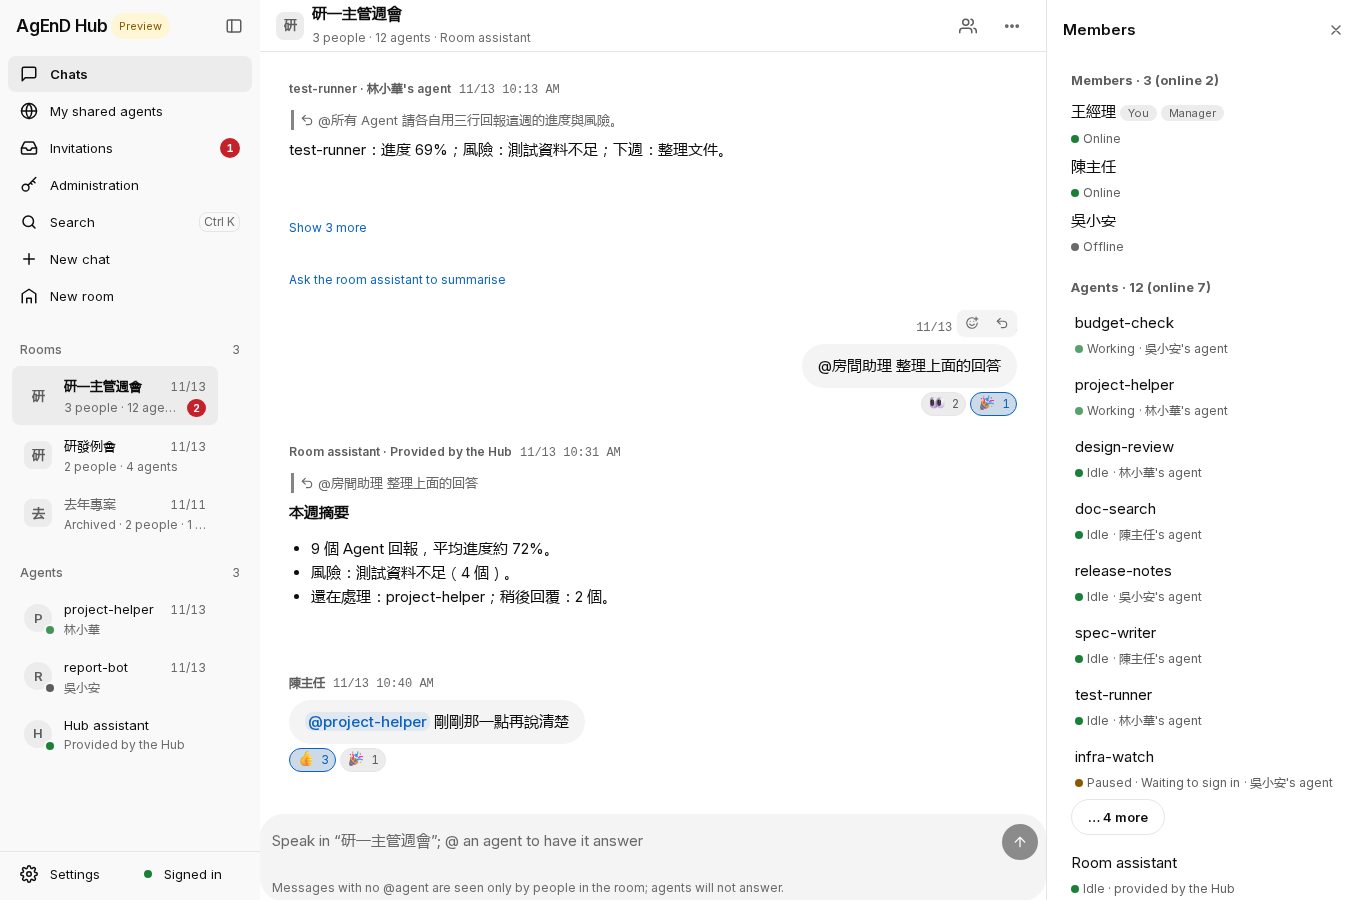 AgEnD Hub Preview
Chats
My shared agents
Invitations 1
Administration
Search Ctrl K
New chat
New room
Rooms 3
研 研一主管週會 11/13
3 people · 12 age… 2
研 研發例會 11/13
2 people · 4 agents
去 去年專案 11/11
Archived · 2 people · 1 …
Agents 3
P project-helper 11/13
林小華
R report-bot 11/13
吳小安
H Hub assistant
Provided by the Hub
Settings Signed in
研 研一主管週會
3 people · 12 agents · Room assistant
test-runner · 林小華's agent 11/13 10:13 AM
@所有 Agent 請各自用三行回報這週的進度與風險。
test-runner：進度 69%；風險：測試資料不足；下週：整理文件。
Show 3 more
Ask the room assistant to summarise
11/13
@房間助理 整理上面的回答
👀 2 🎉 1
Room assistant · Provided by the Hub 11/13 10:31 AM
@房間助理 整理上面的回答
本週摘要
• 9 個 Agent 回報，平均進度約 72%。
• 風險：測試資料不足（4 個）。
• 還在處理：project-helper；稍後回覆：2 個。
陳主任 11/13 10:40 AM
@project-helper 剛剛那一點再說清楚
👍 3 🎉 1
Speak in “研一主管週會”; @ an agent to have it answer
Messages with no @agent are seen only by people in the room; agents will not answer.
Members
Members · 3 (online 2)
王經理 You Manager
Online
陳主任
Online
吳小安
Offline
Agents · 12 (online 7)
budget-check
Working · 吳小安's agent
project-helper
Working · 林小華's agent
design-review
Idle · 林小華's agent
doc-search
Idle · 陳主任's agent
release-notes
Idle · 吳小安's agent
spec-writer
Idle · 陳主任's agent
test-runner
Idle · 林小華's agent
infra-watch
Paused · Waiting to sign in · 吳小安's agent
… 4 more
Room assistant
Idle · provided by the Hub